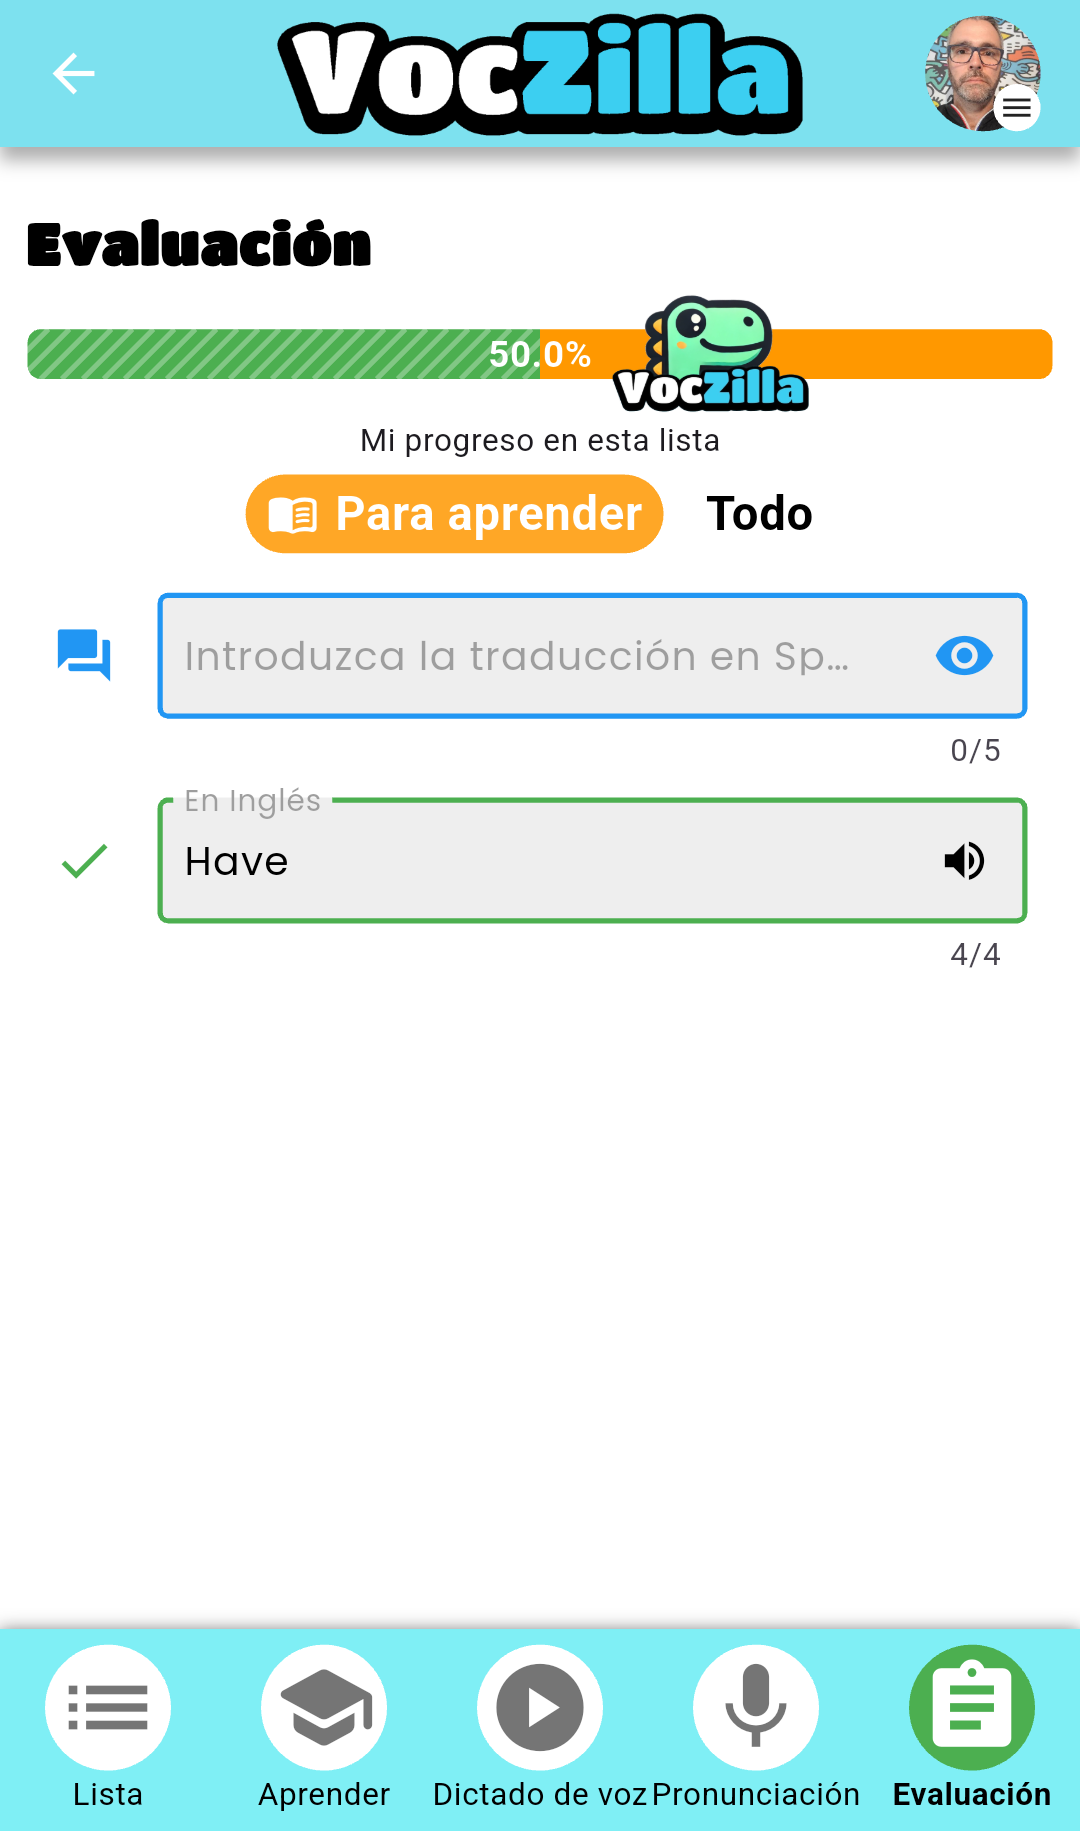 VocZilla
Evaluación
50.0%
VocZilla
Mi progreso en esta lista
Para aprender
Todo
Introduzca la traducción en Sp...
0/5
En Inglés
Have
4/4
Lista
Aprender
Dictado de voz
Pronunciación
Evaluación